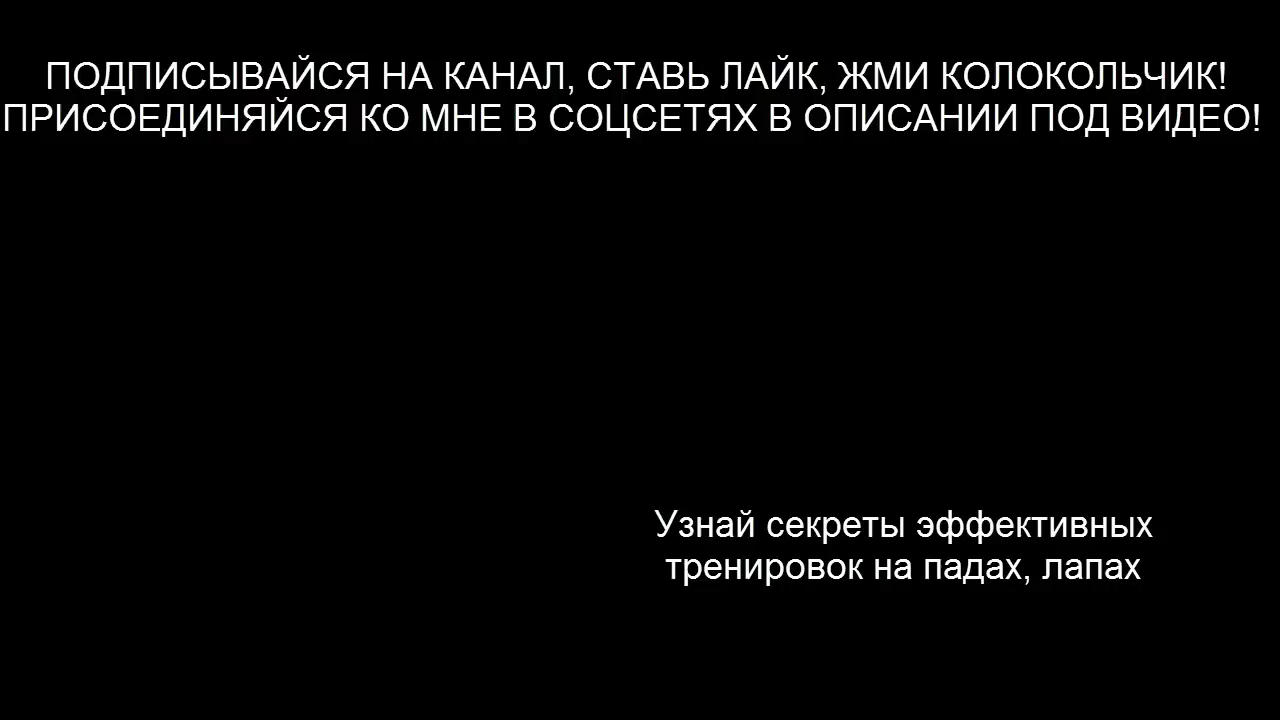 ПОДПИСЫВАЙСЯ НА КАНАЛ, СТАВЬ ЛАЙК, ЖМИ КОЛОКОЛЬЧИК!
ПРИСОЕДИНЯЙСЯ КО МНЕ В СОЦСЕТЯХ В ОПИСАНИИ ПОД ВИДЕО!
Узнай секреты эффективных
тренировок на падах, лапах